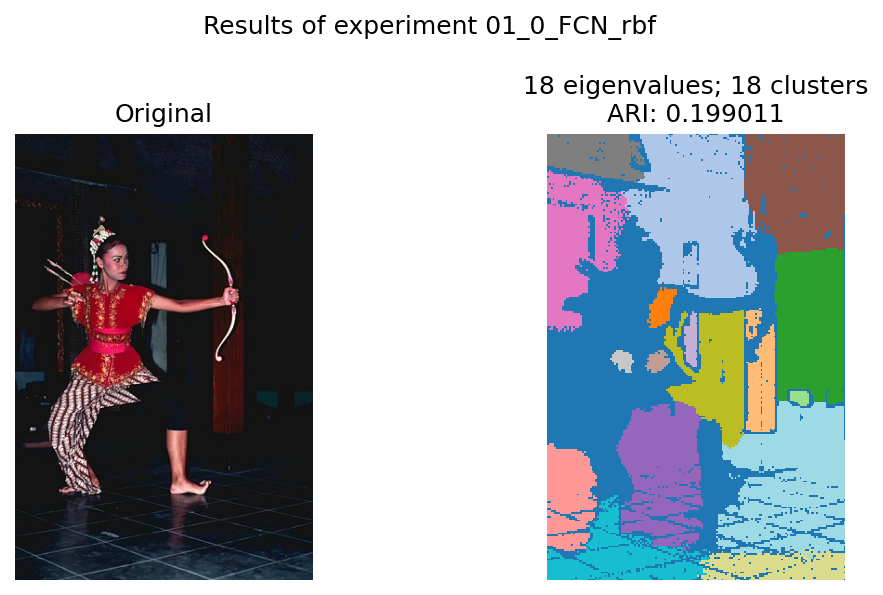 Results of experiment 01_0_FCN_rbf
Original
18 eigenvalues; 18 clusters
ARI: 0.199011